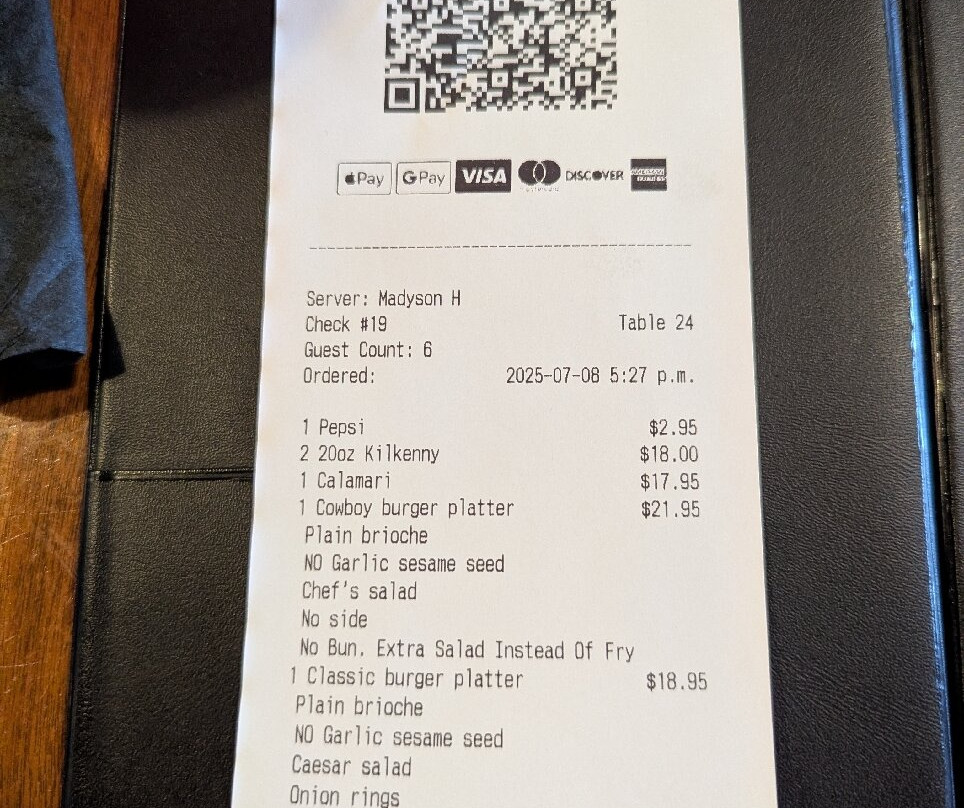 Pay
G Pay
VISA
mastercard
DISCOVER
AMERICAN EXPRESS
Server: Madyson H
Check #19 Table 24
Guest Count: 6
Ordered: 2025-07-08 5:27 p.m.
1 Pepsi $2.95
2 20oz Kilkenny $18.00
1 Calamari $17.95
1 Cowboy burger platter $21.95
Plain brioche
NO Garlic sesame seed
Chef's salad
No side
No Bun, Extra Salad Instead Of Fry
1 Classic burger platter $18.95
Plain brioche
NO Garlic sesame seed
Caesar salad
Onion rings